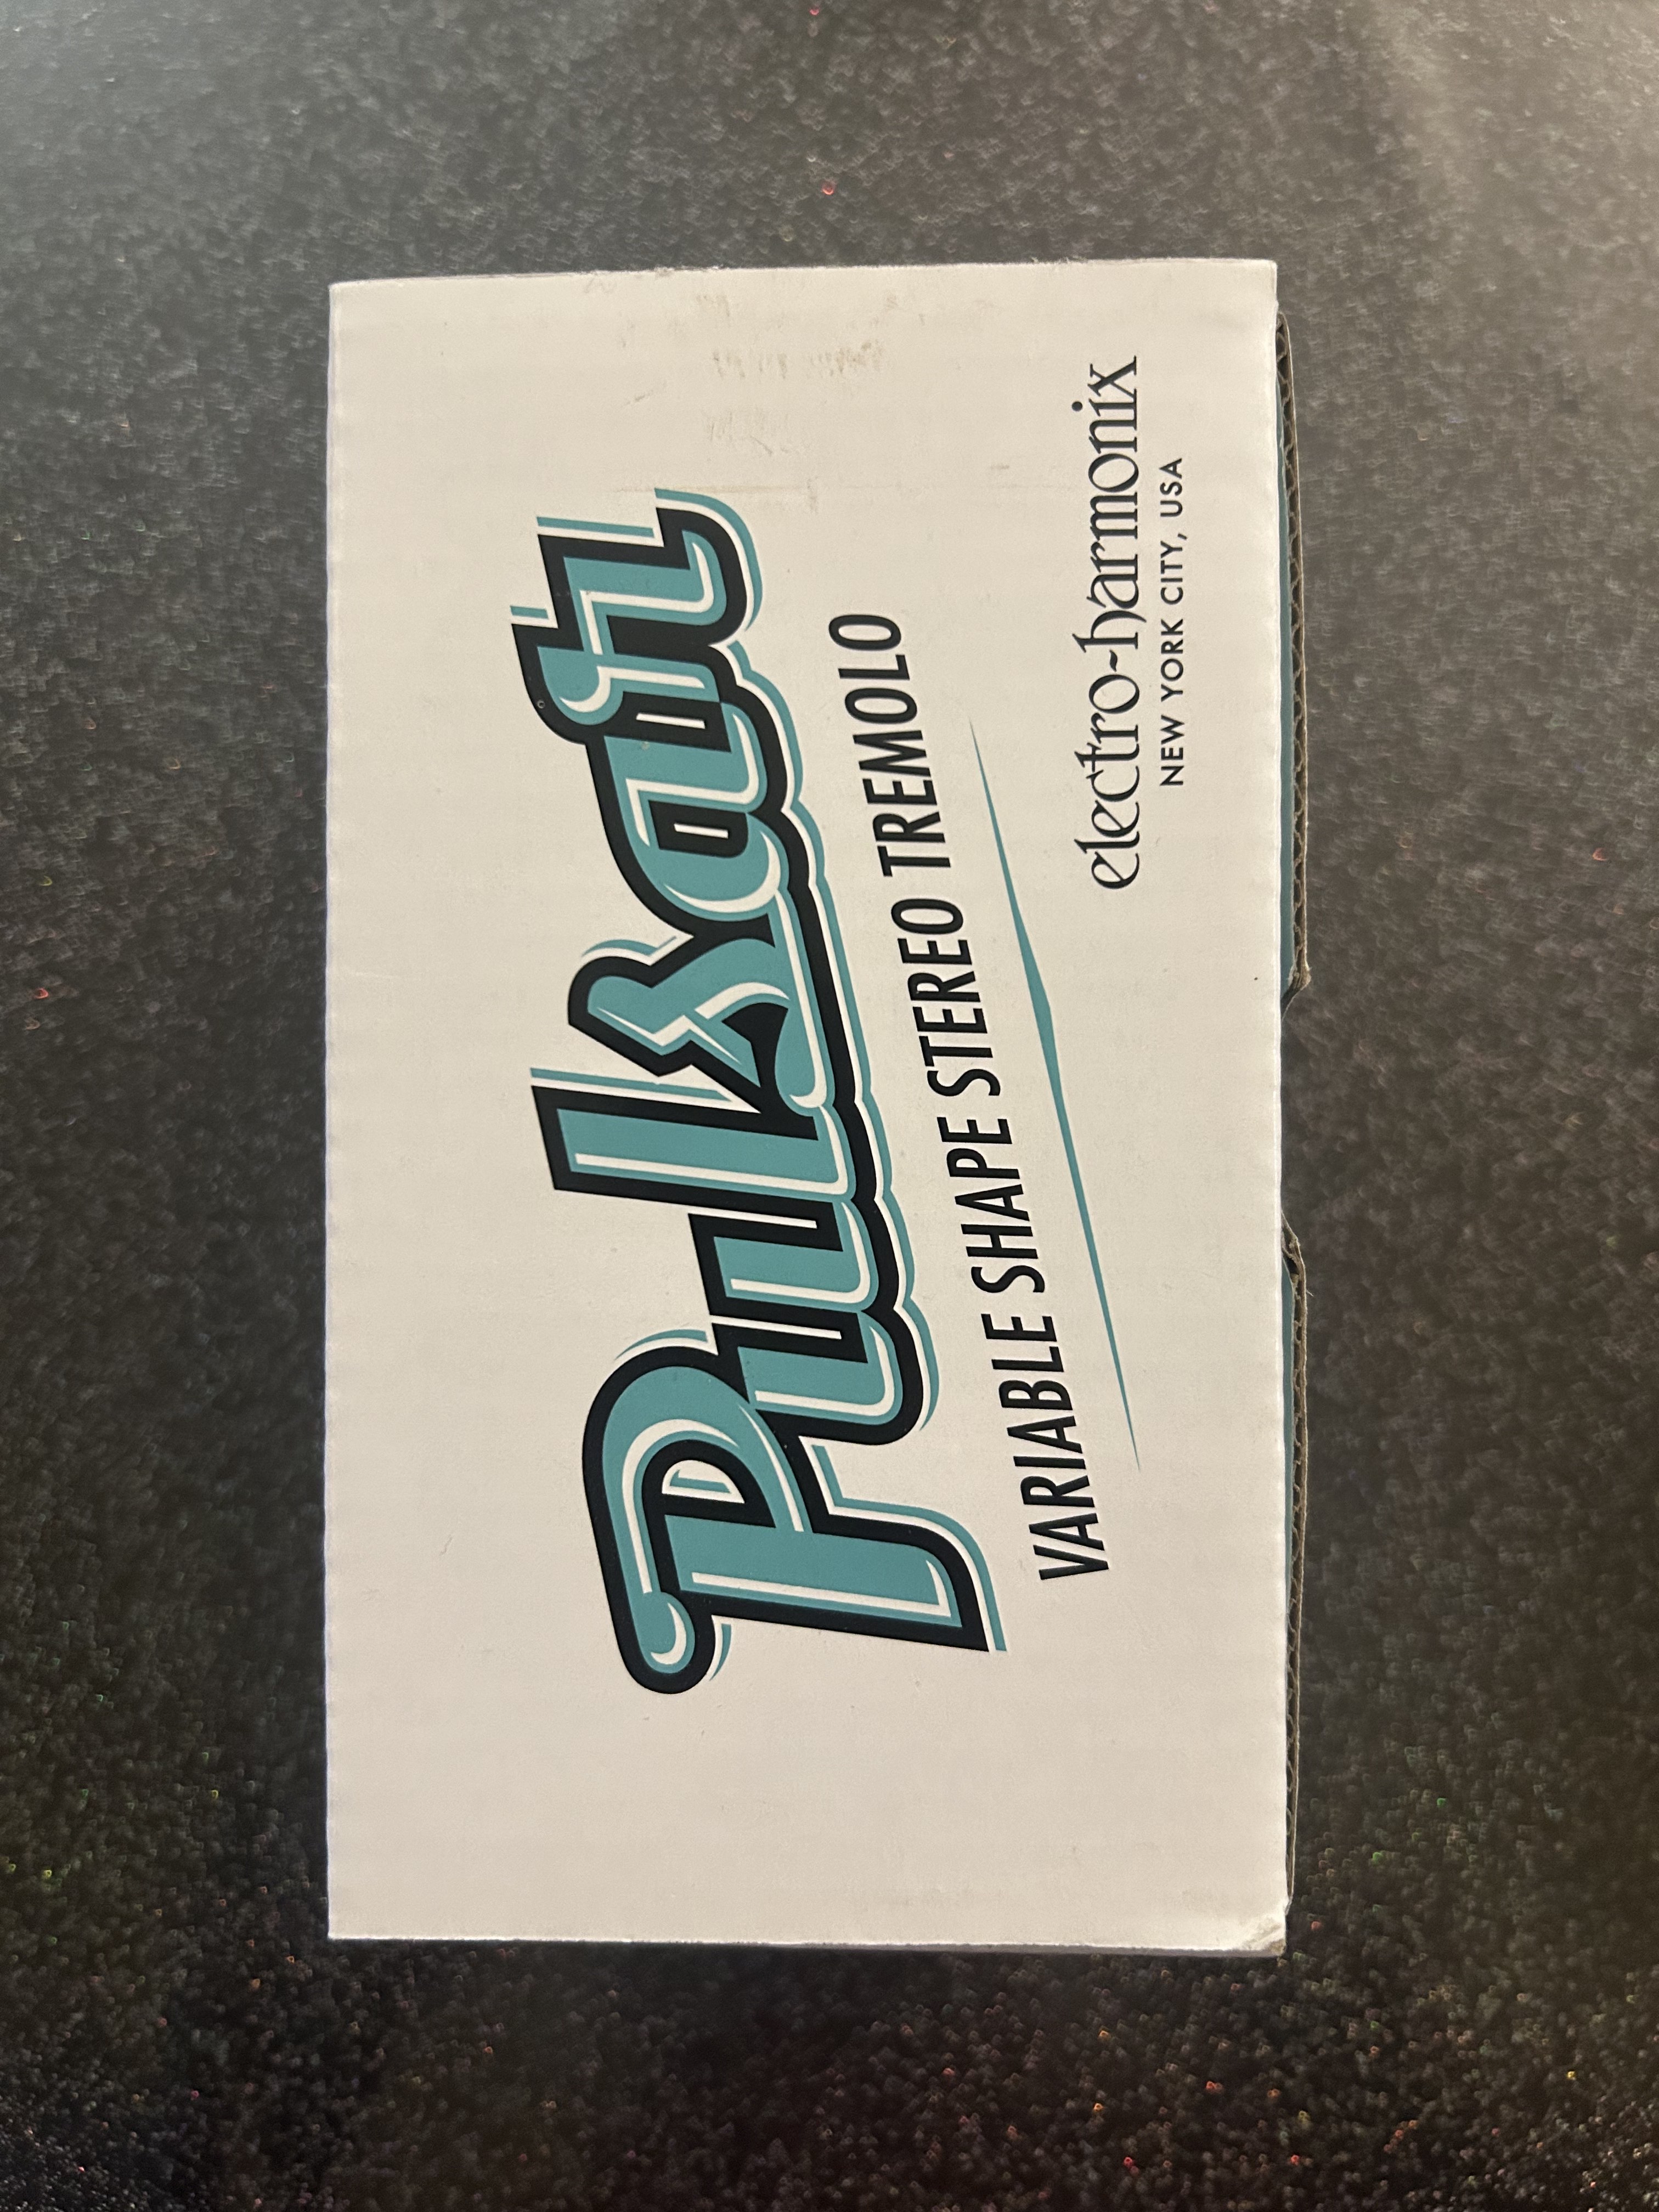 Pulsar
VARIABLE SHAPE STEREO TREMOLO
electro-harmonix
NEW YORK CITY, USA